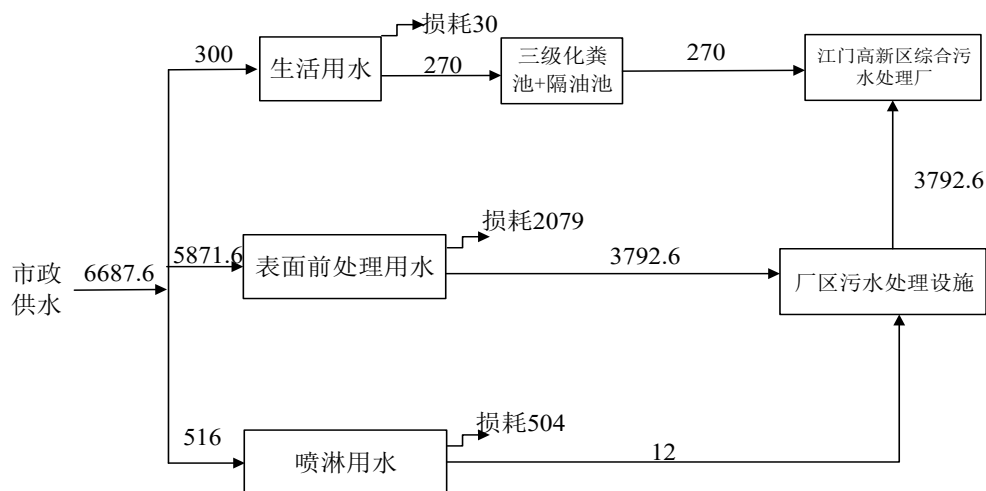 损耗30
300
生活用水
270
三级化粪
池+隔油池
270
江门高新区综合污
水处理厂
3792.6
损耗2079
5871.6
表面前处理用水
3792.6
厂区污水处理设施
市政
供水
6687.6
损耗504
516
喷淋用水
12